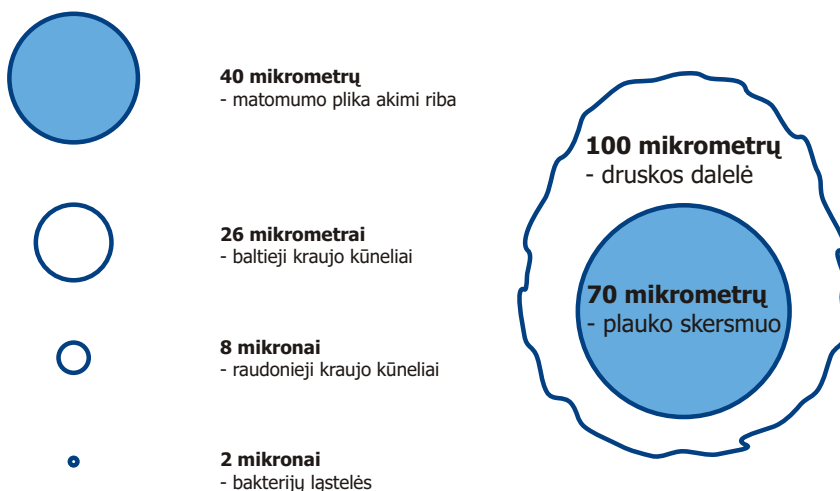 40 mikrometrų
- matomumo plika akimi riba
26 mikrometrai
- baltieji kraujo kūneliai
8 mikronai
- raudonieji kraujo kūneliai
2 mikronai
- bakterijų ląstelės
100 mikrometrų
- druskos dalelė
70 mikrometrų
- plauko skersmuo